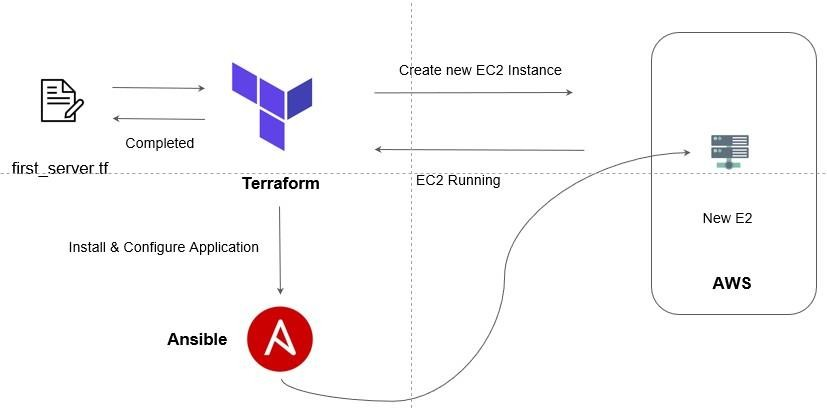 Create new EC2 Instance
Completed
first_server.tf
Terraform
EC2 Running
New E2
Install & Configure Application
AWS
Ansible